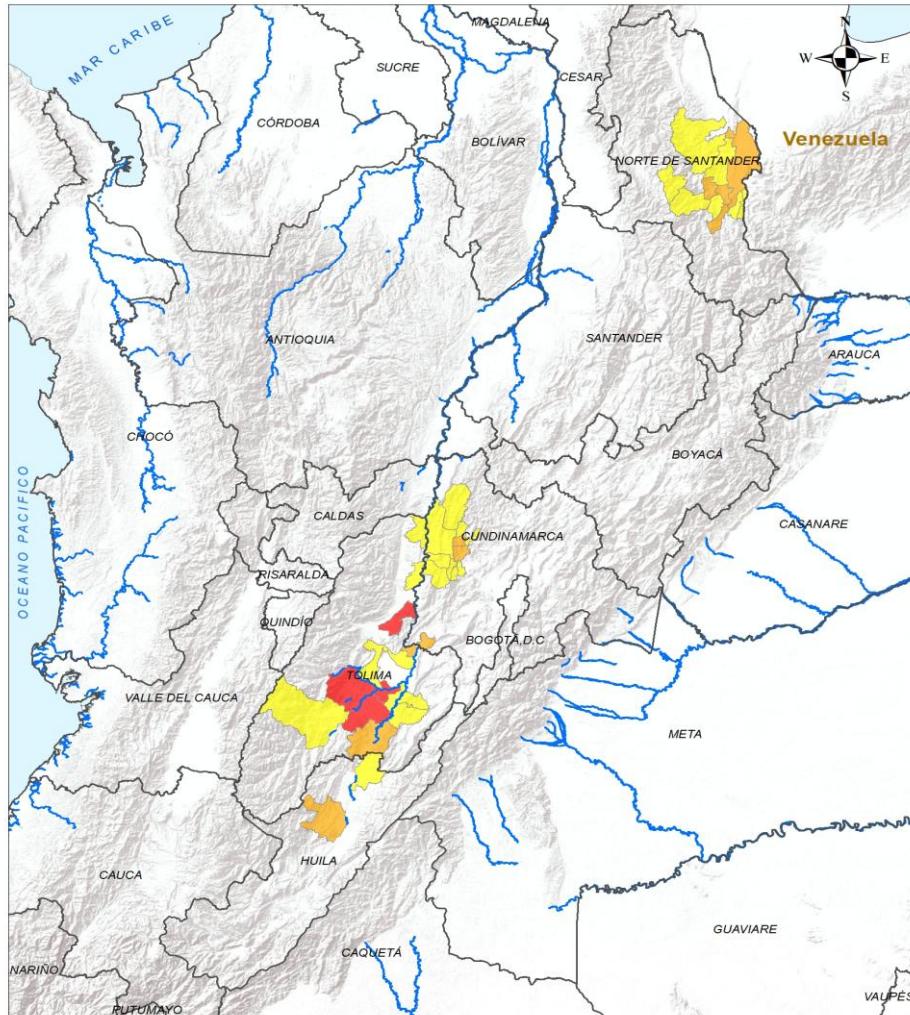 MAGDALENA
N
MAR CARIBE
W
E
S
SUCRE
CESAR
CÓRDOBA
BOLÍVAR
Venezuela
NORTE DE SANTANDER
ANTIOQUIA
SANTANDER
ARAUCA
CHOCÓ
BOYACÁ
OCEANO PACIFICO
CALDAS
CASANARE
CUNDINAMARCA
RISARALDA
QUINDÍO
BOGOTÁ,D.C
TOLIMA
VALLE DEL CAUCA
META
HUILA
CAUCA
GUAVIARE
CAQUETÁ
NARIÑO
PUTUMAYO
VAUPÉS